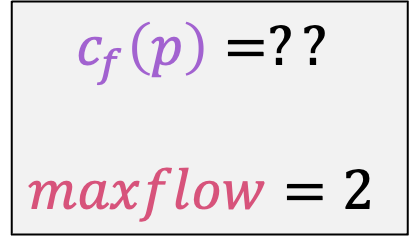 c_f(p) =??
maxflow = 2